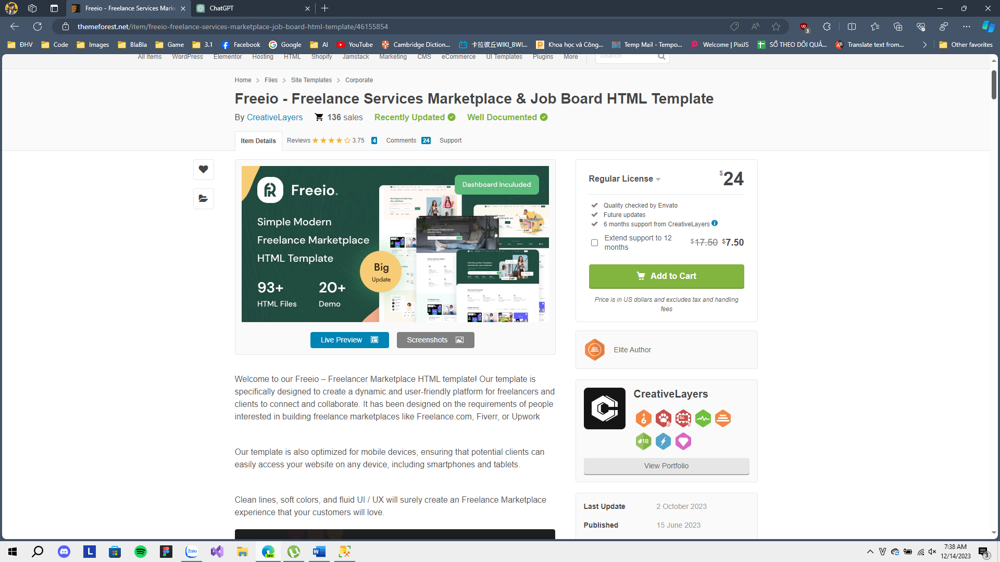 Freeio - Freelance Services Marke
ChatGPT
themeforest.net/item/freeio-freelance-services-marketplace-job-board-html-template/46155854
3
ĐHV
Code
Images
BlaBla
Game
3.1
Facebook
Google
AI
YouTube
Cambridge Diction...
卡拉彼丘WIKI_BWI...
Khoa học và Công...
Temp Mail - Tempo...
Welcome | PixiJS
SỔ THEO DÕI QUẢ...
Translate text from...
Other favorites
All Items
WordPress
Elementor
Hosting
HTML
Shopify
Jamstack
Marketing
CMS
eCommerce
UI Templates
Plugins
More
Search
Home
Files
Site Templates
Corporate
Freeio - Freelance Services Marketplace & Job Board HTML Template
By CreativeLayers
136 sales
Recently Updated
Well Documented
Item Details
Reviews
3.75
4
Comments
24
Support
Freeio.
Dashboard Inculuded
Simple Modern
Freelance Marketplace
HTML Template
Big
Update
93+
HTML Files
20+
Demo
Live Preview
Screenshots
Regular License
$24
Quality checked by Envato
Future updates
6 months support from CreativeLayers
Extend support to 12
months
$17.50 $7.50
Add to Cart
Price is in US dollars and excludes tax and handling
fees
Elite Author
CreativeLayers
6
8
SC
1
1B
View Portfolio
Welcome to our Freeio – Freelancer Marketplace HTML template! Our template is
specifically designed to create a dynamic and user-friendly platform for freelancers and
clients to connect and collaborate. It has been designed on the requirements of people
interested in building freelance marketplaces like Freelance.com, Fiverr, or Upwork
Our template is also optimized for mobile devices, ensuring that potential clients can
easily access your website on any device, including smartphones and tablets.
Clean lines, soft colors, and fluid UI / UX will surely create an Freelance Marketplace
experience that your customers will love.
Last Update
2 October 2023
Published
15 June 2023
L
Zalo
DEV
7:38 AM
12/14/2023
3